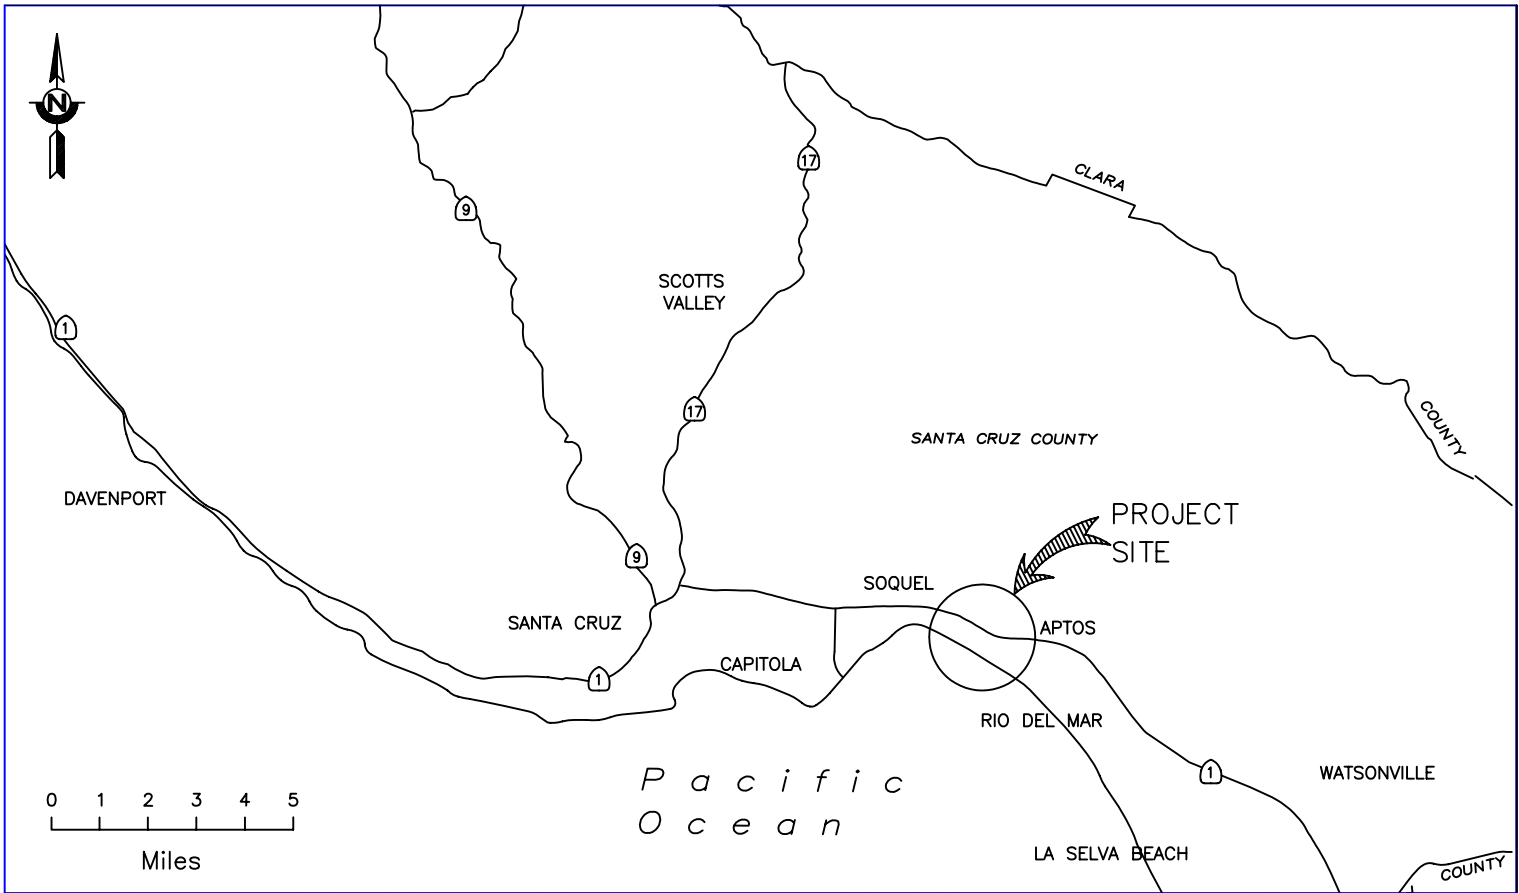 N
17
CLARA
9
SCOTTS
VALLEY
1
17
COUNTY
SANTA CRUZ COUNTY
DAVENPORT
PROJECT
SITE
9
SOQUEL
SANTA CRUZ
APTOS
CAPITOLA
1
RIO DEL MAR
Pacific
Ocean
1
WATSONVILLE
0 1 2 3 4 5
Miles
LA SELVA BEACH
COUNTY